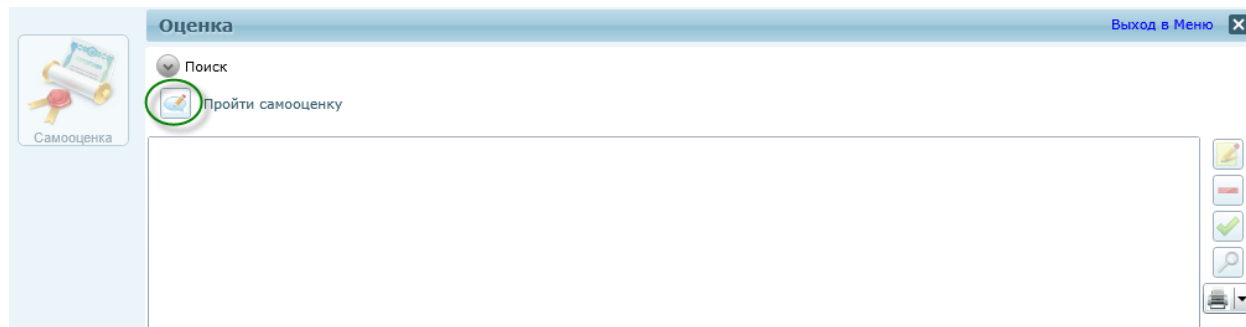 Оценка
Выход в Меню
Поиск
Пройти самооценку
Самооценка